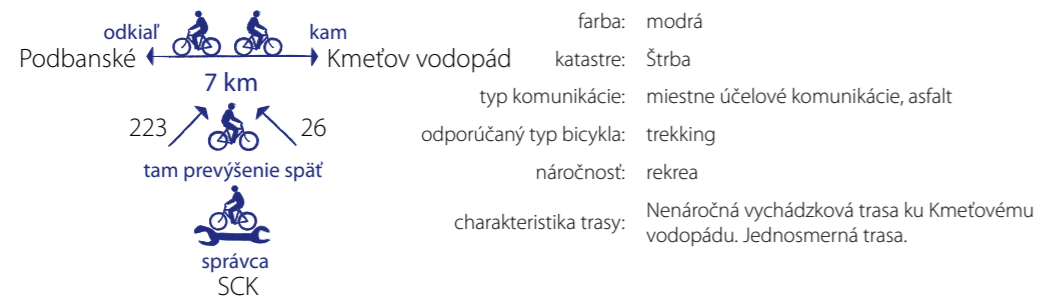 odkiaľ kam
Podbanské Kmeťov vodopád
7 km
223 26
tam prevýšenie späť
správca
SCK
farba: modrá
katastre: Štrba
typ komunikácie: miestne účelové komunikácie, asfalt
odporúčaný typ bicykla: trekking
náročnosť: rekrea
charakteristika trasy: Nenáročná vychádzková trasa ku Kmeťovému
vodopádu. Jednosmerná trasa.